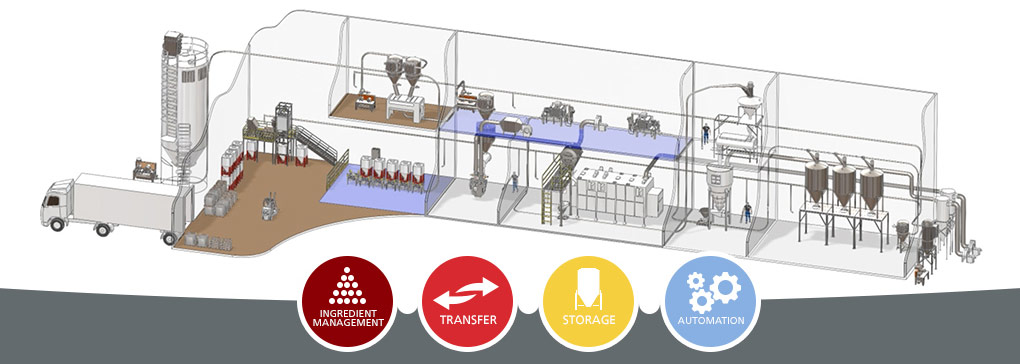 INGREDIENT
MANAGEMENT
TRANSFER
STORAGE
AUTOMATION